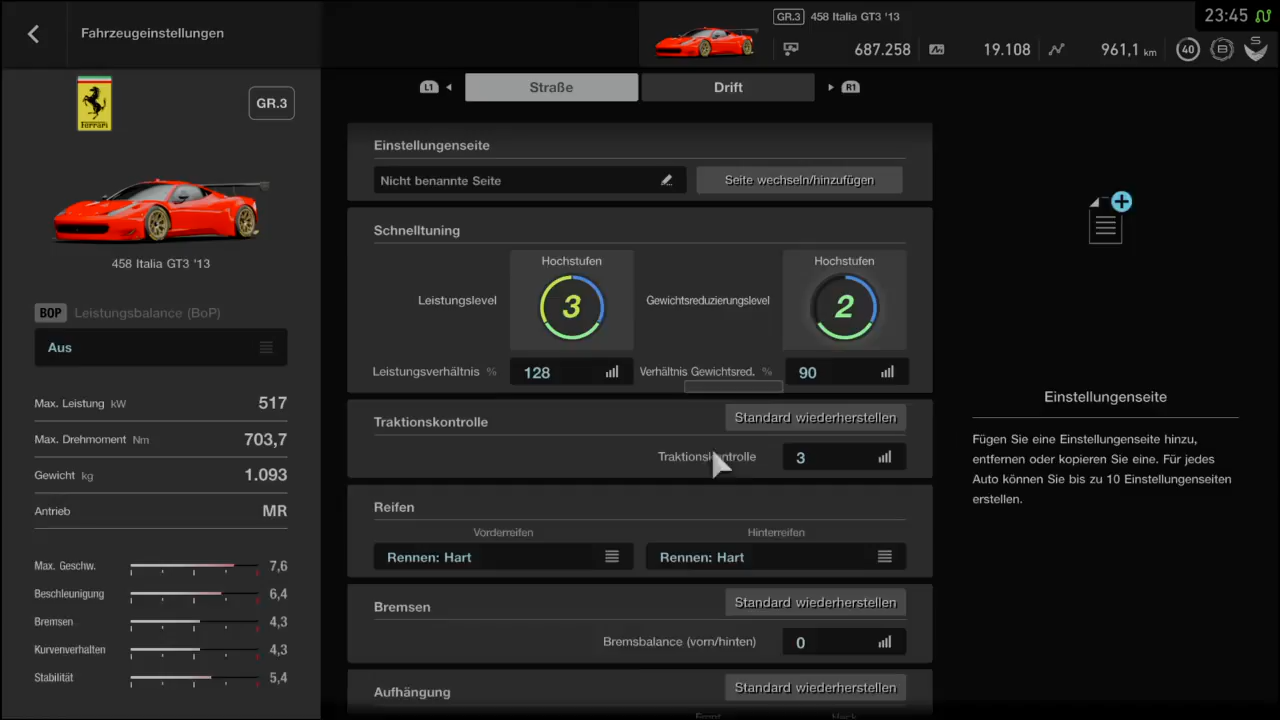 Fahrzeugeinstellungen
GR.3 458 Italia GT3 '13
23:45
687.258
19.108
961,1 km
40
B
S
Ferrari
GR.3
L1
Straße
Drift
R1
Einstellungenseite
Nicht benannte Seite
Seite wechseln/hinzufügen
458 Italia GT3 '13
Schnelltuning
Leistungslevel
Hochstufen
3
Gewichtsreduzierungslevel
Hochstufen
2
Leistungsverhältnis %
128
Verhältnis Gewichtsred. %
90
BOP Leistungsbalance (BoP)
Aus
Max. Leistung kW 517
Max. Drehmoment Nm 703,7
Gewicht kg 1.093
Antrieb MR
Max. Geschw. 7,6
Beschleunigung 6,4
Bremsen 4,3
Kurvenverhalten 4,3
Stabilität 5,4
Traktionskontrolle
Standard wiederherstellen
Traktionskontrolle 3
Reifen
Vorderreifen
Hinterreifen
Rennen: Hart
Rennen: Hart
Bremsen
Standard wiederherstellen
Bremsbalance (vorn/hinten) 0
Aufhängung
Standard wiederherstellen
Einstellungenseite
Fügen Sie eine Einstellungenseite hinzu,
entfernen oder kopieren Sie eine. Für jedes
Auto können Sie bis zu 10 Einstellungenseiten
erstellen.